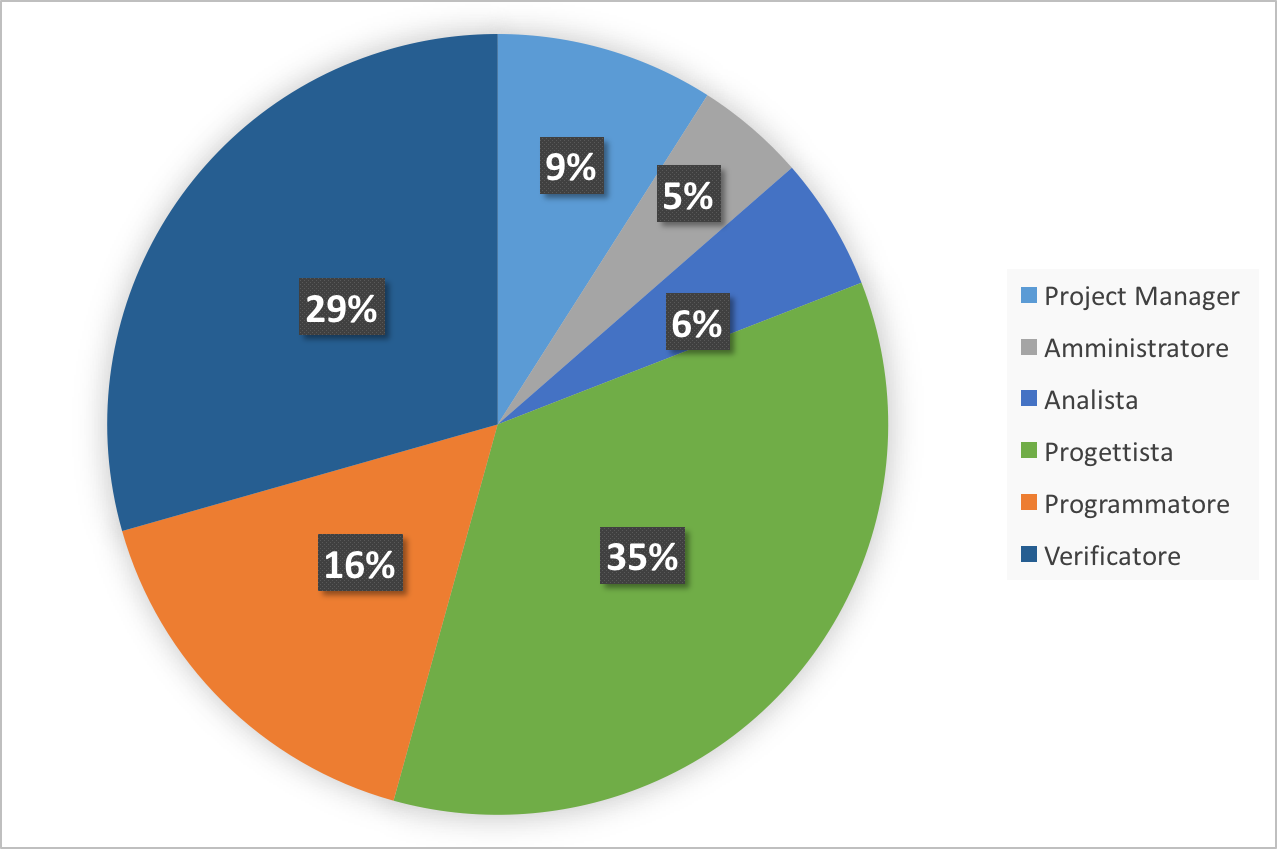 9%
5%
6%
29%
35%
16%
Project Manager
Amministratore
Analista
Progettista
Programmatore
Verificatore